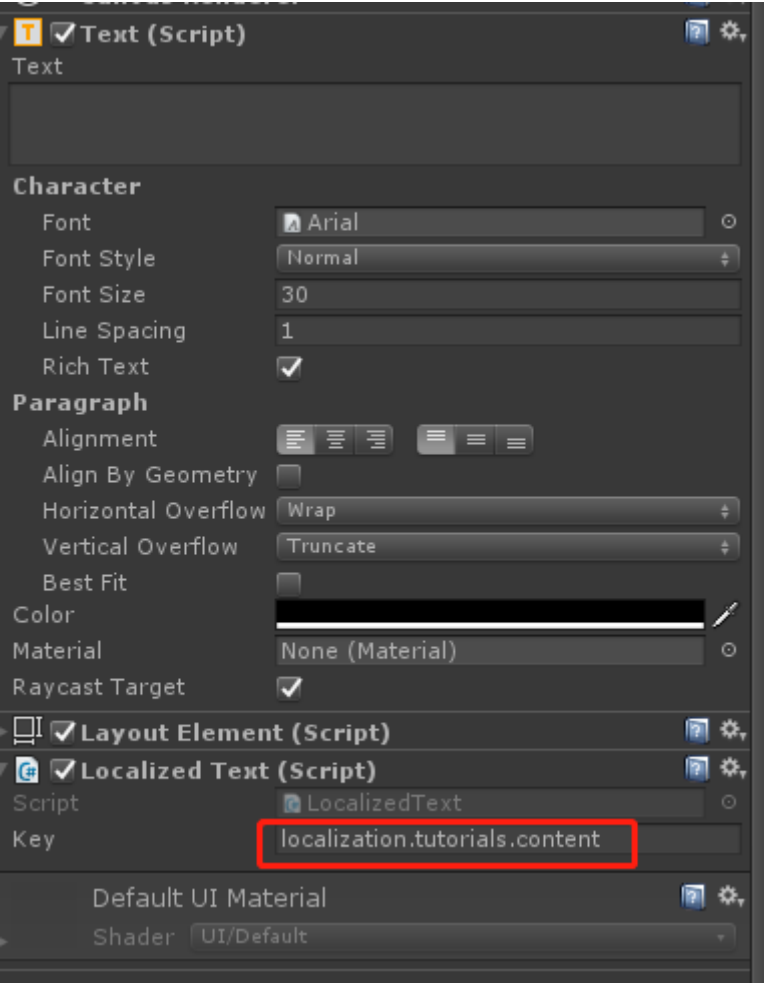 Text (Script)
Text
Character
Font Arial
Font Style Normal
Font Size 30
Line Spacing 1
Rich Text
Paragraph
Alignment
Align By Geometry
Horizontal Overflow Wrap
Vertical Overflow Truncate
Best Fit
Color
Material None (Material)
Raycast Target
Layout Element (Script)
Localized Text (Script)
Script LocalizedText
Key localization.tutorials.content
Default UI Material
Shader UI/Default